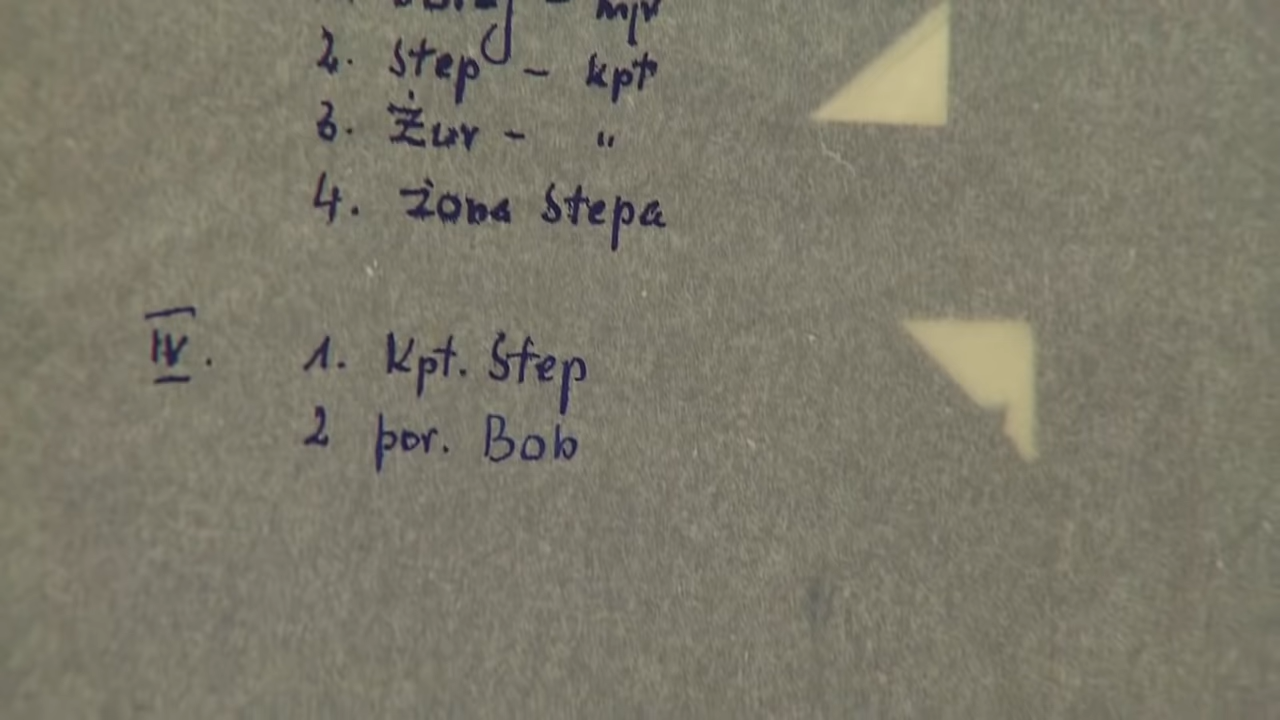 2. Step - kpt
3. Żur - "
4. żona Stepa
IV. 1. Kpt. Step
2 por. Bob